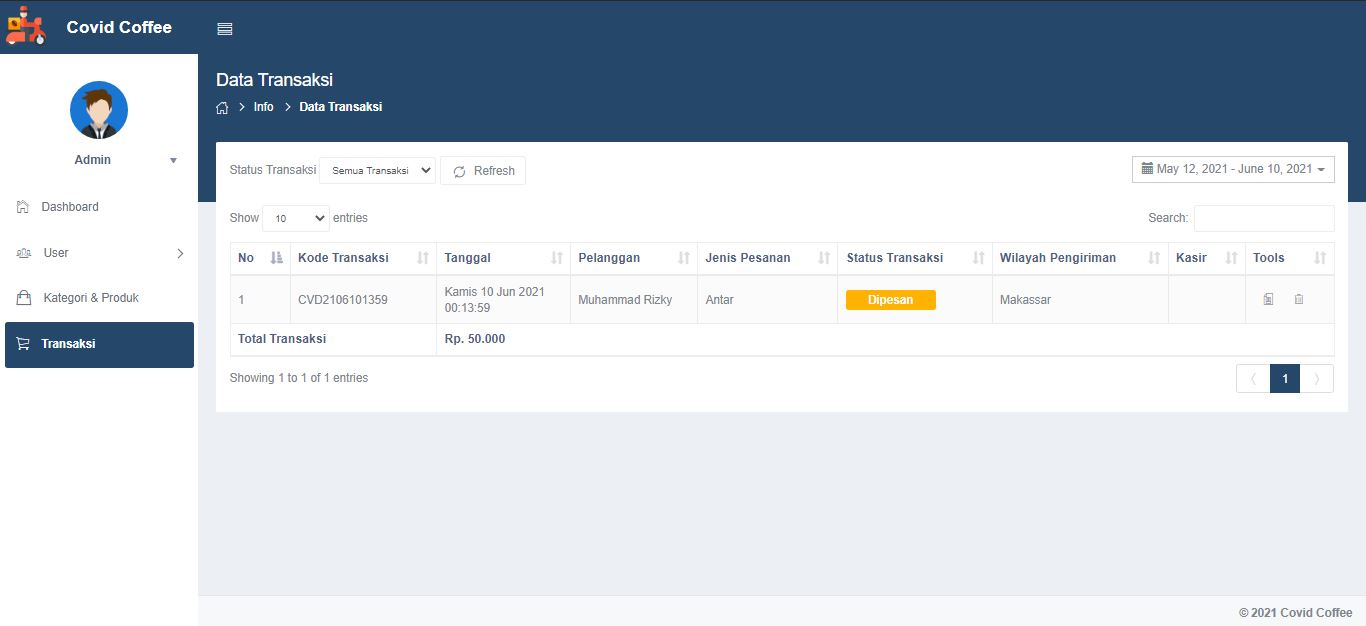 Covid Coffee
Admin
Dashboard
User
Kategori & Produk
Transaksi
Data Transaksi
Info Data Transaksi
Status Transaksi Semua Transaksi Refresh May 12, 2021 - June 10, 2021
Show 10 entries Search:
No Kode Transaksi Tanggal Pelanggan Jenis Pesanan Status Transaksi Wilayah Pengiriman Kasir Tools
1 CVD2106101359 Kamis 10 Jun 2021 00:13:59 Muhammad Rizky Antar Dipesan Makassar
Total Transaksi Rp. 50.000
Showing 1 to 1 of 1 entries 1
© 2021 Covid Coffee